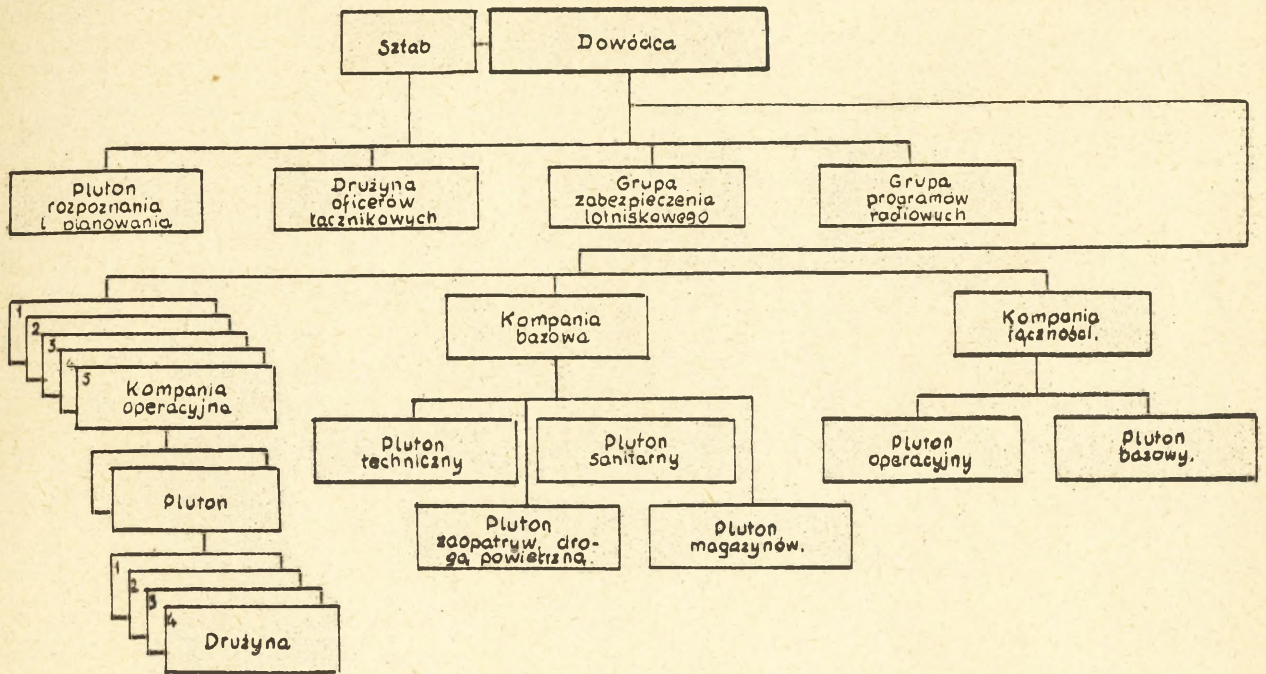 Sztab
Dowódca
Pluton
rozpoznania
i planowania
Drużyna
oficerów
łącznikowych
Grupa
zabezpieczenia
lotniskowego
Grupa
programów
radiowych
1
2
3
4
5
Kompania
operacyjna
Kompania
bazowa
Kompania
łączności.
Pluton
techniczny
Pluton
sanitarny
Pluton
operacyjny
Pluton
bazowy.
Pluton
Pluton
zaopatryw. dro-
gą powietrzną.
Pluton
magazynów.
1
2
3
4
Drużyna